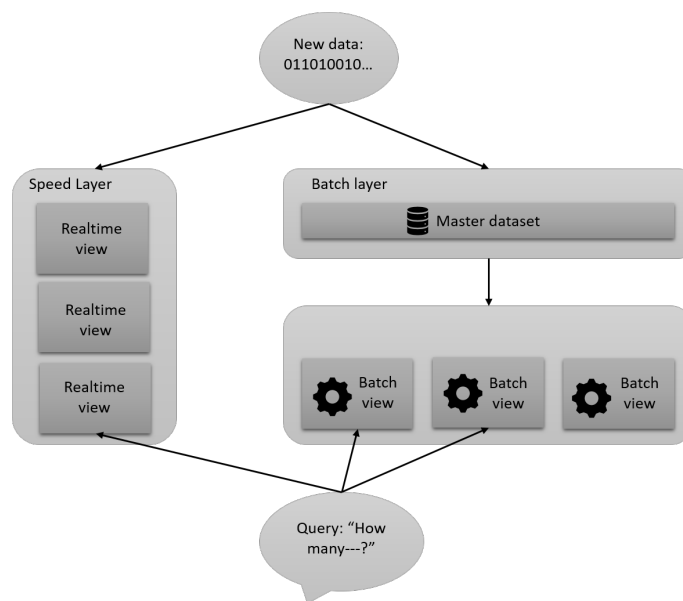 New data:
011010010...
Speed Layer
Realtime
view
Realtime
view
Realtime
view
Batch layer
Master dataset
Batch
view
Batch
view
Batch
view
Query: “How
many---?”